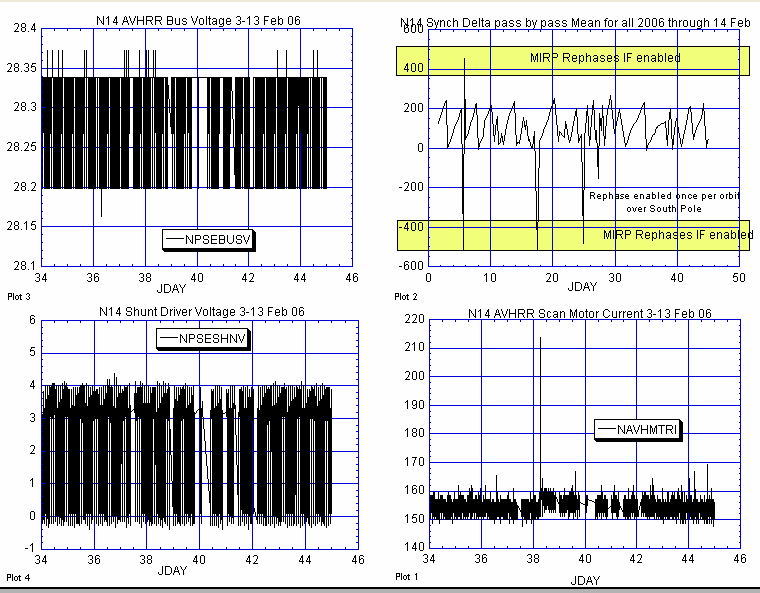 N14 AVHRR Bus Voltage 3-13 Feb 06
28.4
28.35
28.3
28.25
28.2
28.15
28.1
NPSEBUSV
34 36 38 40 42 44 46
JDAY
Plot 3
N14 Synch Delta pass by pass Mean for all 2006 through 14 Feb
600
400
200
0
-200
-400
-600
MIRP Rephases IF enabled
Rephase enabled once per orbit
over South Pole
MIRP Rephases IF enabled
0 10 20 30 40 50
JDAY
Plot 2
N14 Shunt Driver Voltage 3-13 Feb 06
6
5
4
3
2
1
0
-1
NPSESHNV
34 36 38 40 42 44 46
JDAY
Plot 4
N14 AVHRR Scan Motor Current 3-13 Feb 06
220
210
200
190
180
170
160
150
140
NAVHMTRI
34 36 38 40 42 44 46
JDAY
Plot 1